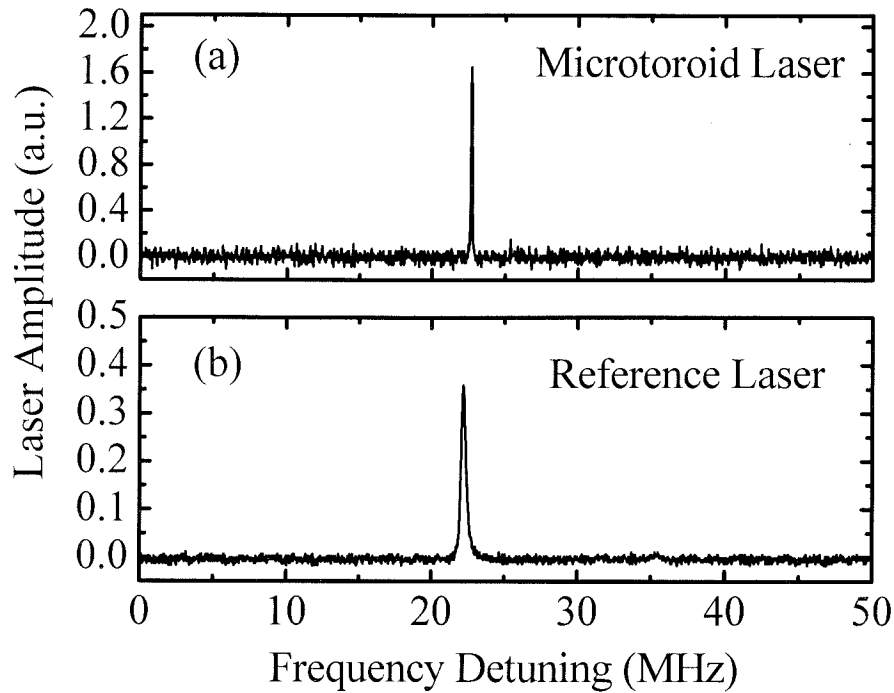 Laser Amplitude (a.u.)
(a)
Microtoroid Laser
2.0
1.6
1.2
0.8
0.4
0.0
(b)
Reference Laser
0.5
0.4
0.3
0.2
0.1
0.0
0 10 20 30 40 50
Frequency Detuning (MHz)